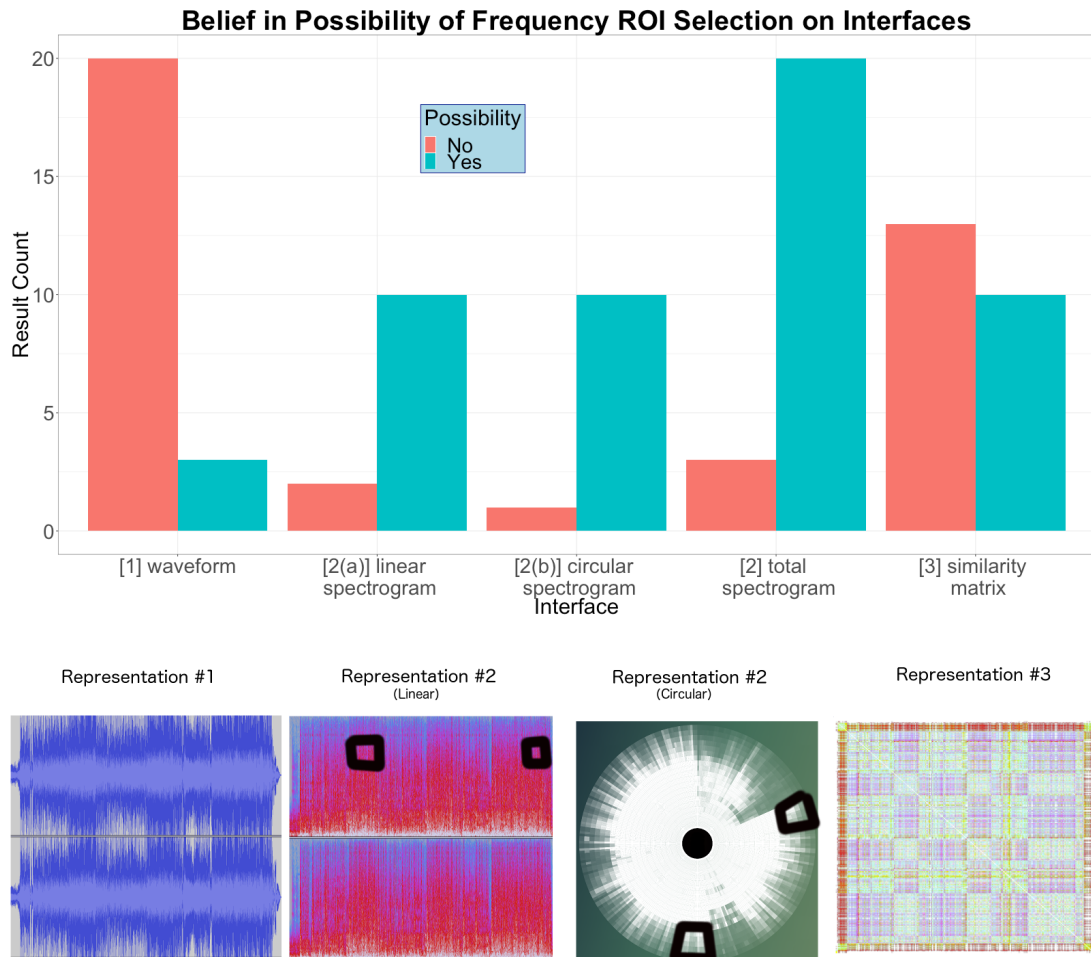 Belief in Possibility of Frequency ROI Selection on Interfaces
Result Count
20
15
10
5
0
Possibility
No
Yes
[1] waveform
[2(a)] linear
spectrogram
[2(b)] circular
spectrogram
[2] total
spectrogram
[3] similarity
matrix
Interface
Representation #1
Representation #2
(Linear)
Representation #2
(Circular)
Representation #3